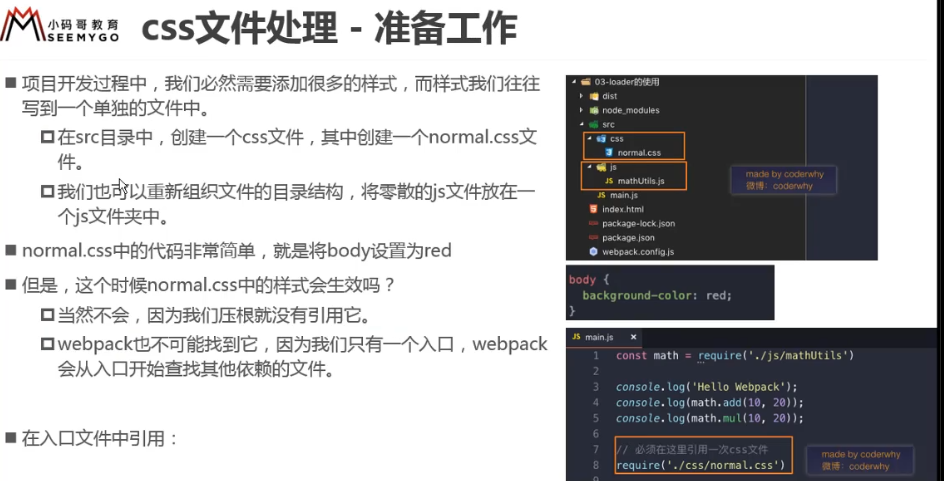 小码哥教育
SEEMYGO
css文件处理 - 准备工作
项目开发过程中，我们必然需要添加很多的样式，而样式我们往往
写到一个单独的文件中。
在src目录中，创建一个css文件，其中创建一个normal.css文
件。
我们也可以重新组织文件的目录结构，将零散的js文件放在一
个js文件夹中。
normal.css中的代码非常简单，就是将body设置为red
但是，这个时候normal.css中的样式会生效吗？
当然不会，因为我们压根就没有引用它。
webpack也不可能找到它，因为我们只有一个入口，webpack
会从入口开始查找其他依赖的文件。
在入口文件中引用：
03-loader的使用
dist
node_modules
src
css
normal.css
js
JS mathUtils.js
JS main.js
index.html
package-lock.json
package.json
webpack.config.js
made by coderwhy
微博：coderwhy
body {
background-color: red;
}
JS main.js ×
1 const math = require('./js/mathUtils')
2
3 console.log('Hello Webpack');
4 console.log(math.add(10, 20));
5 console.log(math.mul(10, 20));
6
7 // 必须在这里引用一次css文件
8 require('./css/normal.css')
9
made by coderwhy
微博：coderwhy